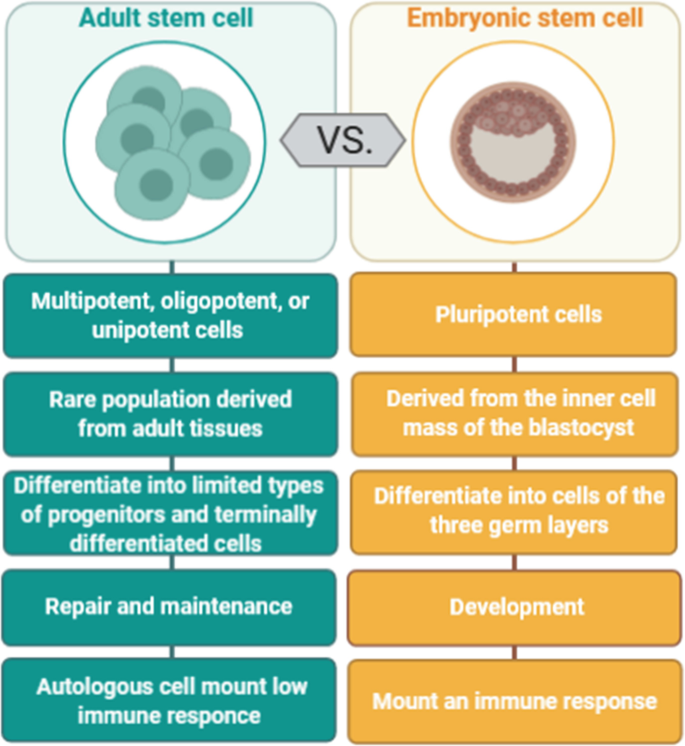 Adult stem cell
VS.
Embryonic stem cell
Multipotent, oligopotent, or
unipotent cells
Pluripotent cells
Rare population derived
from adult tissues
Derived from the inner cell
mass of the blastocyst
Differentiate into limited types
of progenitors and terminally
differentiated cells
Differentiate into cells of the
three germ layers
Repair and maintenance
Development
Autologous cell mount low
immune responce
Mount an immune response